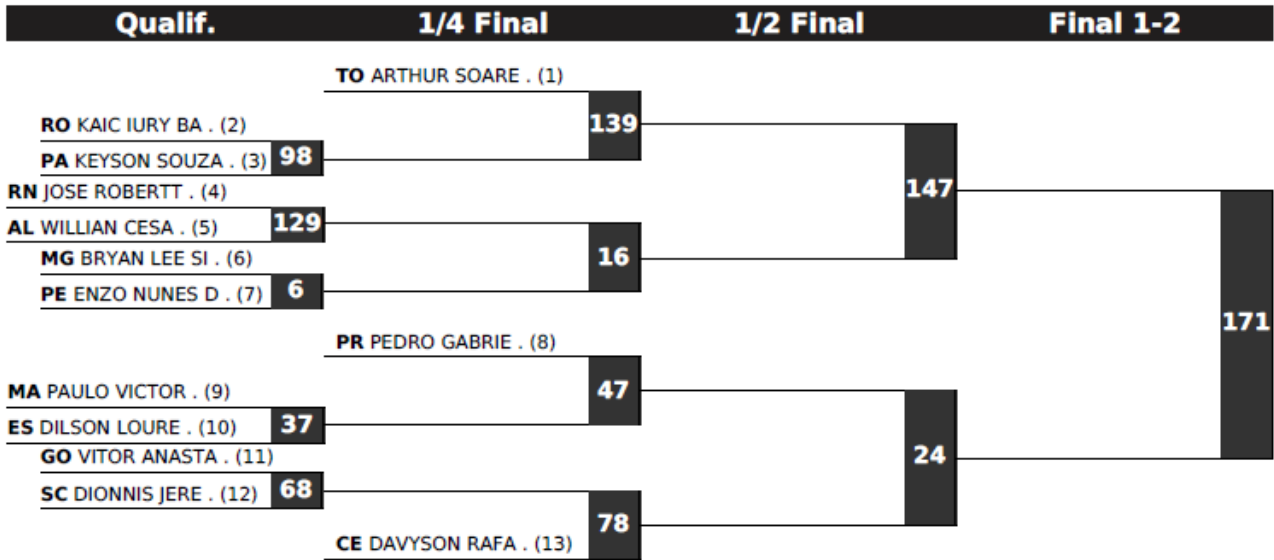 Qualif. 1/4 Final 1/2 Final Final 1-2
TO ARTHUR SOARE . (1)
139
RO KAIC IURY BA . (2)
98
PA KEYSON SOUZA . (3)
147
RN JOSE ROBERTT . (4)
129
AL WILLIAN CESA . (5)
16
MG BRYAN LEE SI . (6)
6
PE ENZO NUNES D . (7)
171
PR PEDRO GABRIE . (8)
47
MA PAULO VICTOR . (9)
37
ES DILSON LOURE . (10)
24
GO VITOR ANASTA . (11)
68
SC DIONNIS JERE . (12)
78
CE DAVYSON RAFA . (13)